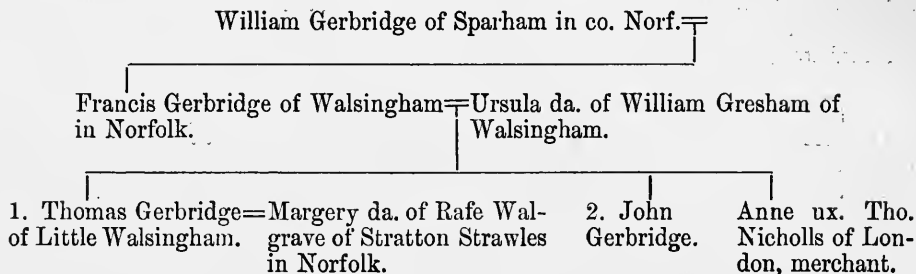 William Gerbridge of Sparham in co. Norf.=
Francis Gerbridge of Walsingham=Ursula da. of William Gresham of
in Norfolk. Walsingham.
1. Thomas Gerbridge=Margery da. of Rafe Wal- 2. John Anne ux. Tho.
of Little Walsingham. grave of Stratton Strawles Gerbridge. Nicholls of Lon-
in Norfolk. don, merchant.